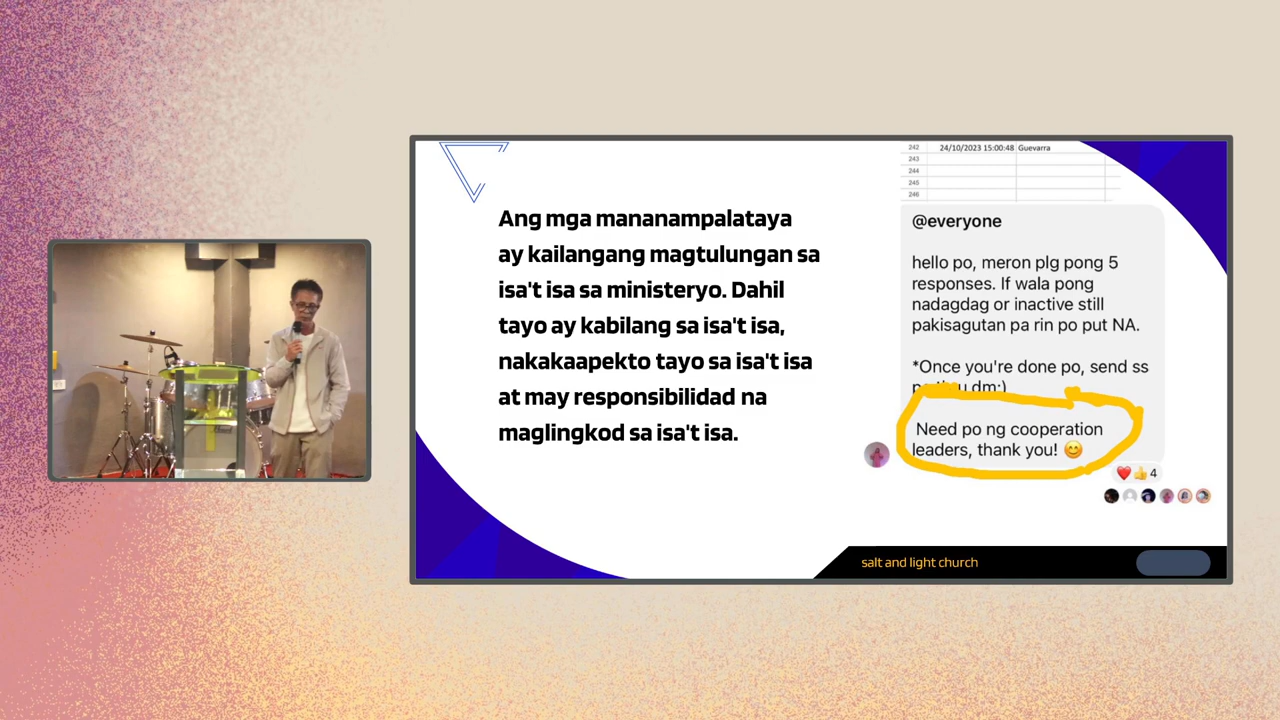 Ang mga mananampalataya
ay kailangang magtulungan sa
isa't isa sa ministeryo. Dahil
tayo ay kabilang sa isa't isa,
nakakaapekto tayo sa isa't isa
at may responsibilidad na
maglingkod sa isa't isa.
242 24/10/2023 15:00:48 Guevarra
243
244
245
246
@everyone
hello po, meron plg pong 5
responses. If wala pong
nadagdag or inactive still
pakisagutan pa rin po put NA.
*Once you're done po, send ss
dm:)
Need po ng cooperation
leaders, thank you! 😊
❤️👍 4
salt and light church